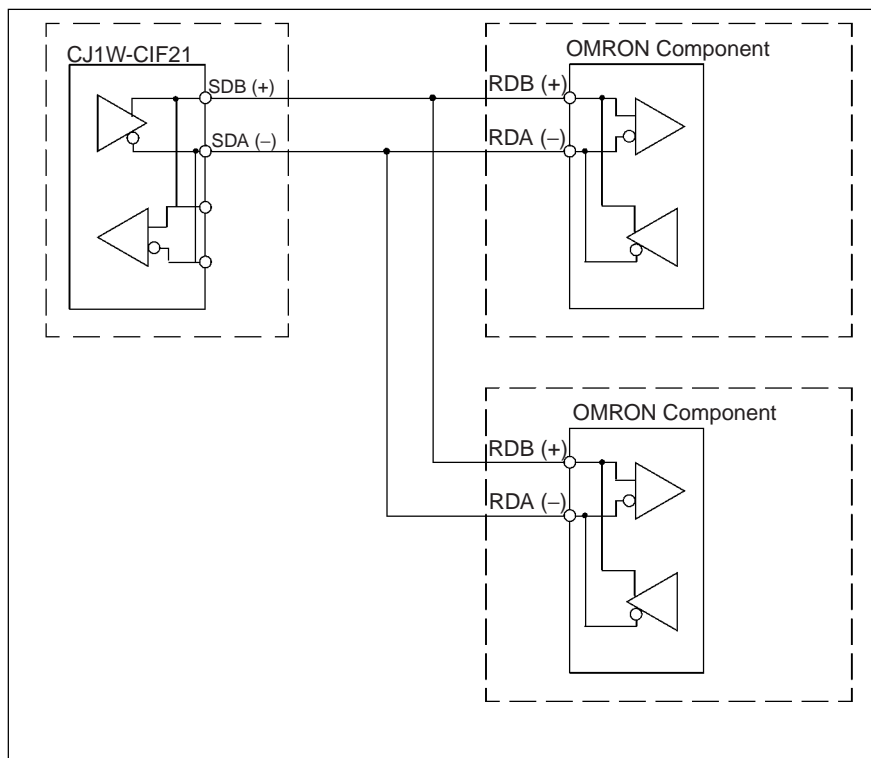 CJ1W-CIF21
OMRON Component
SDB (+)
RDB (+)
SDA (−)
RDA (−)
OMRON Component
RDB (+)
RDA (−)